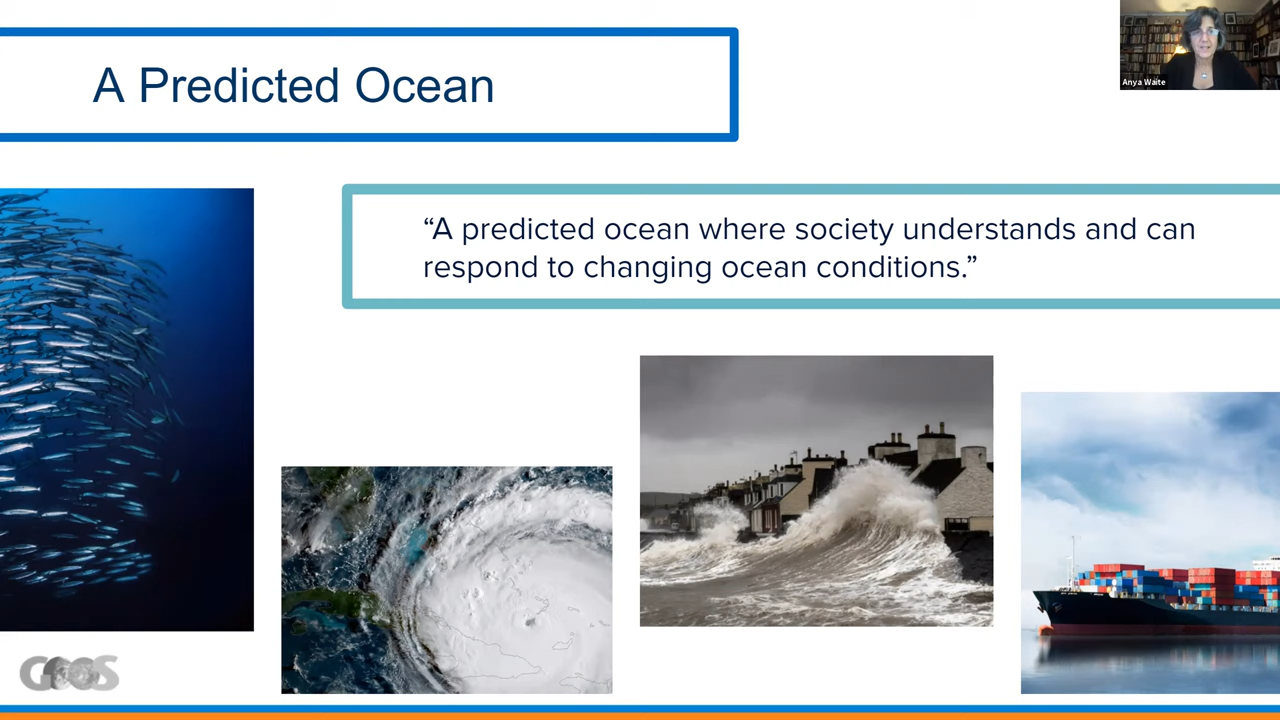 A Predicted Ocean
Anya Waite
“A predicted ocean where society understands and can
respond to changing ocean conditions.”
GOOS